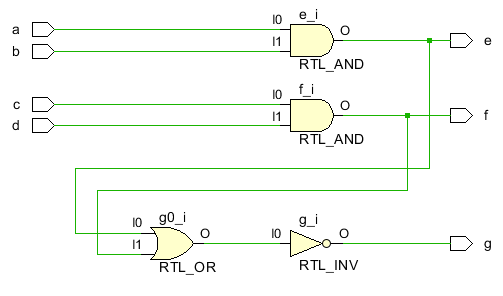 e_i
a I0 O e
b I1
RTL_AND
f_i
c I0 O f
d I1
RTL_AND
g0_i g_i
I0 O I0 O g
I1
RTL_OR RTL_INV